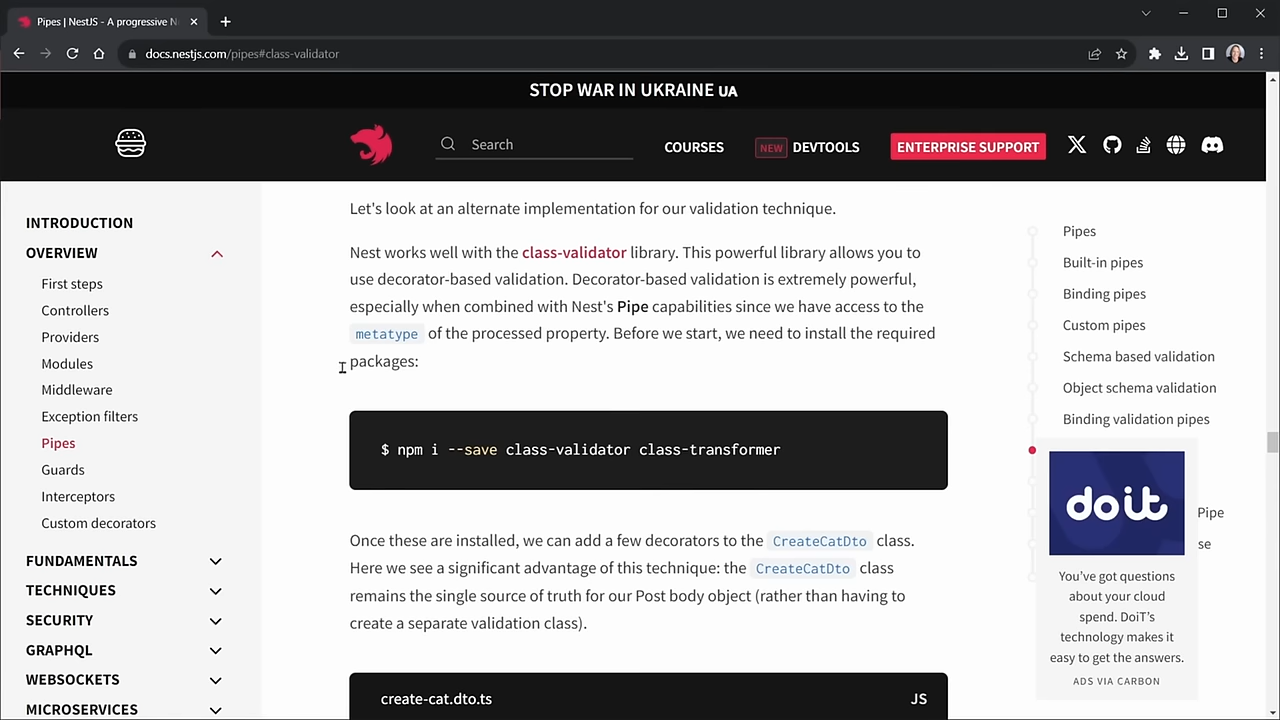 Pipes | NestJS - A progressive N
docs.nestjs.com/pipes#class-validator
STOP WAR IN UKRAINE UA
Search
COURSES
NEW
DEVTOOLS
ENTERPRISE SUPPORT
INTRODUCTION
OVERVIEW
First steps
Controllers
Providers
Modules
Middleware
Exception filters
Pipes
Guards
Interceptors
Custom decorators
FUNDAMENTALS
TECHNIQUES
SECURITY
GRAPHQL
WEBSOCKETS
MICROSERVICES
Let's look at an alternate implementation for our validation technique.
Nest works well with the class-validator library. This powerful library allows you to
use decorator-based validation. Decorator-based validation is extremely powerful,
especially when combined with Nest's Pipe capabilities since we have access to the
metatype of the processed property. Before we start, we need to install the required
packages:
$ npm i --save class-validator class-transformer
Once these are installed, we can add a few decorators to the CreateCatDto class.
Here we see a significant advantage of this technique: the CreateCatDto class
remains the single source of truth for our Post body object (rather than having to
create a separate validation class).
create-cat.dto.ts
JS
Pipes
Built-in pipes
Binding pipes
Custom pipes
Schema based validation
Object schema validation
Binding validation pipes
Pipe
se
doit
You've got questions
about your cloud
spend. DoiT's
technology makes it
easy to get the answers.
ADS VIA CARBON